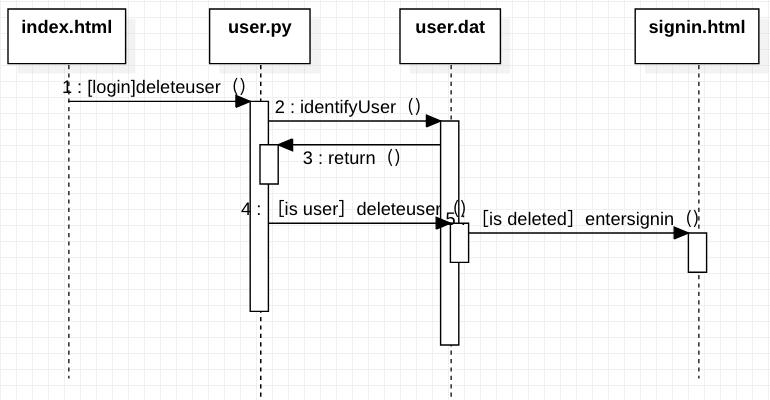 index.html
user.py
user.dat
signin.html
1 : [login]deleteuser（）
2 : identifyUser（）
3 : return（）
4 :［is user］deleteuser（）
5 :［is deleted］entersignin（）